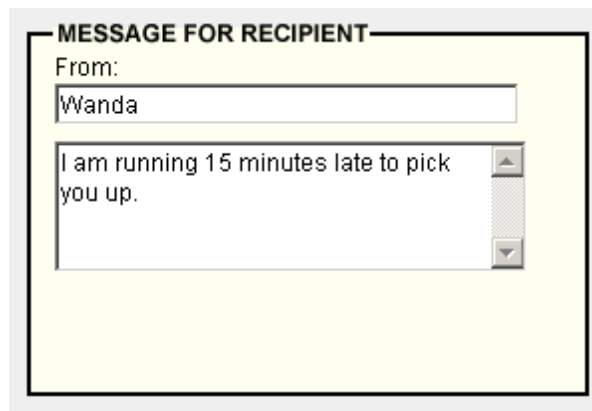 MESSAGE FOR RECIPIENT
From:
Wanda
I am running 15 minutes late to pick
you up.